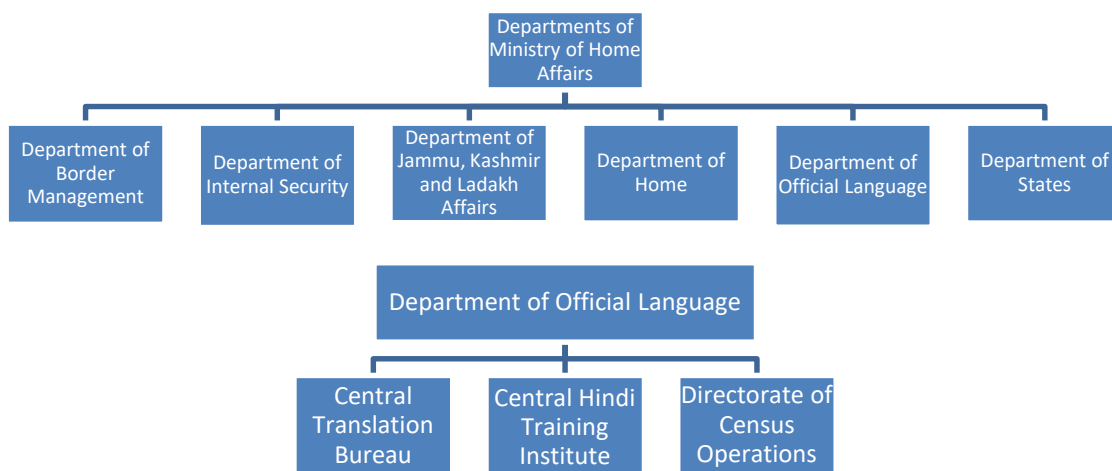 Departments of
Ministry of Home
Affairs
Department of
Border
Management
Department of
Internal Security
Department of
Jammu, Kashmir
and Ladakh
Affairs
Department of
Home
Department of
Official Language
Department of
States
Department of Official Language
Central
Translation
Bureau
Central Hindi
Training
Institute
Directorate of
Census
Operations